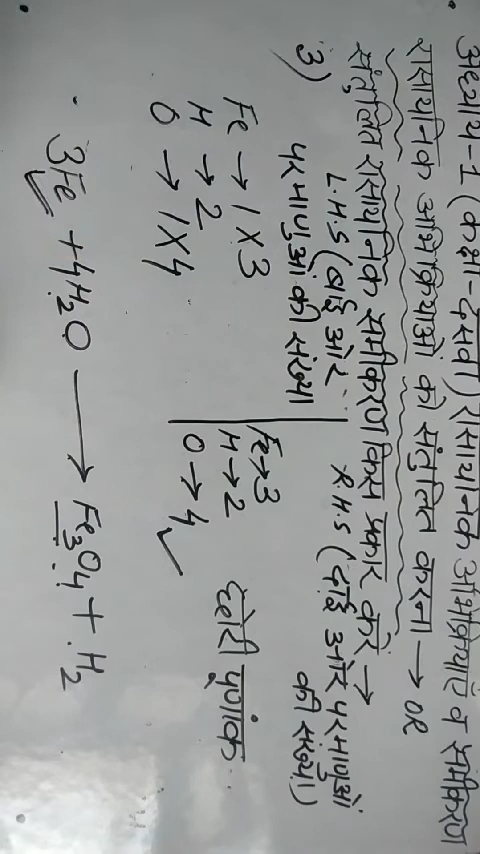 अध्याय-1 (कक्षा-दसवीं) रासायनिक अभिक्रियाएँ व समीकरण
रासायनिक अभिक्रियाओं को संतुलित करना → OR
संतुलित रासायनिक समीकरण किस प्रकार करे →
3) L.H.S (बाईं ओर परमाणुओं की संख्या
R.H.S (दाईं ओर परमाणुओं की संख्या)
Fe → 1 X 3
H → 2
O → 1 X 4
Fe → 3
H → 2
O → 4 ✓
छोटी पूर्णांक
3Fe + 4H2O ⟶ Fe3O4 + H2